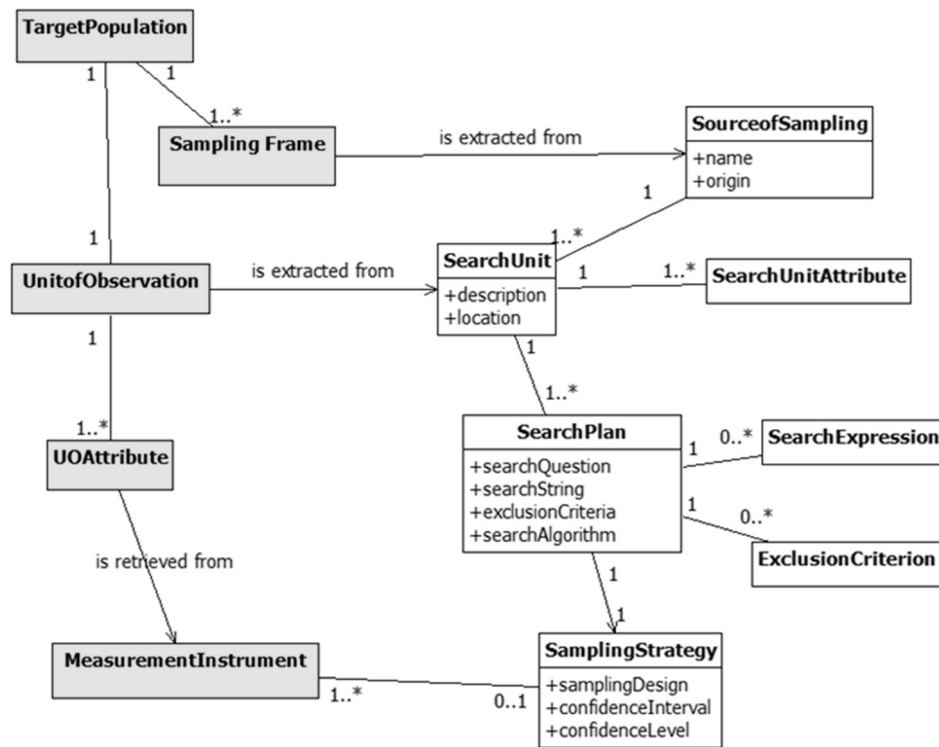 TargetPopulation
1
1
1..*
Sampling Frame
is extracted from
SourceofSampling
+name
+origin
1
1..*
1
UnitofObservation
is extracted from
SearchUnit
+description
+location
1
1..*
SearchUnitAttribute
1
1
1..*
1..*
UOAttribute
SearchPlan
+searchQuestion
+searchString
+exclusionCriteria
+searchAlgorithm
1
0..*
SearchExpression
1
0..*
ExclusionCriterion
is retrieved from
1
1
MeasurementInstrument
1..*
0..1
SamplingStrategy
+samplingDesign
+confidenceInterval
+confidenceLevel